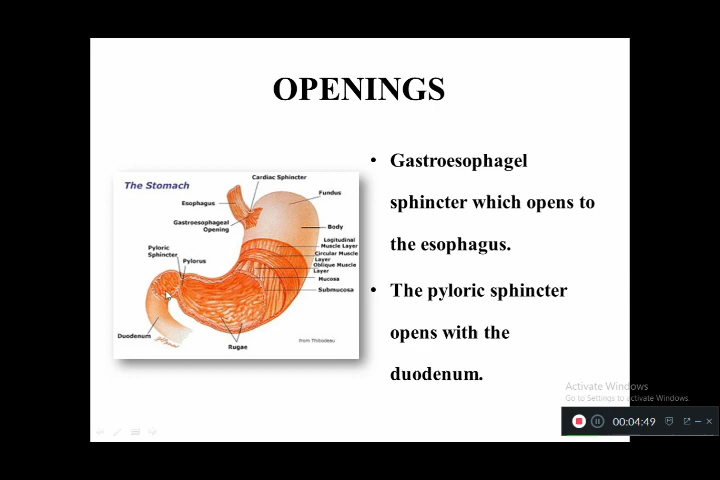 OPENINGS
• Gastroesophagel
sphincter which opens to
the esophagus.
• The pyloric sphincter
opens with the
duodenum.
The Stomach
Cardiac Sphincter
Fundus
Esophagus
Gastroesophageal
Opening
Body
Logitudinal
Muscle Layer
Circular Muscle
Layer
Oblique Muscle
Layer
Mucosa
Submucosa
Pyloric
Sphincter
Pylorus
Duodenum
Rugae
from Thibodeau
Activate Windows
Go to Settings to activate Windows.
00:04:49